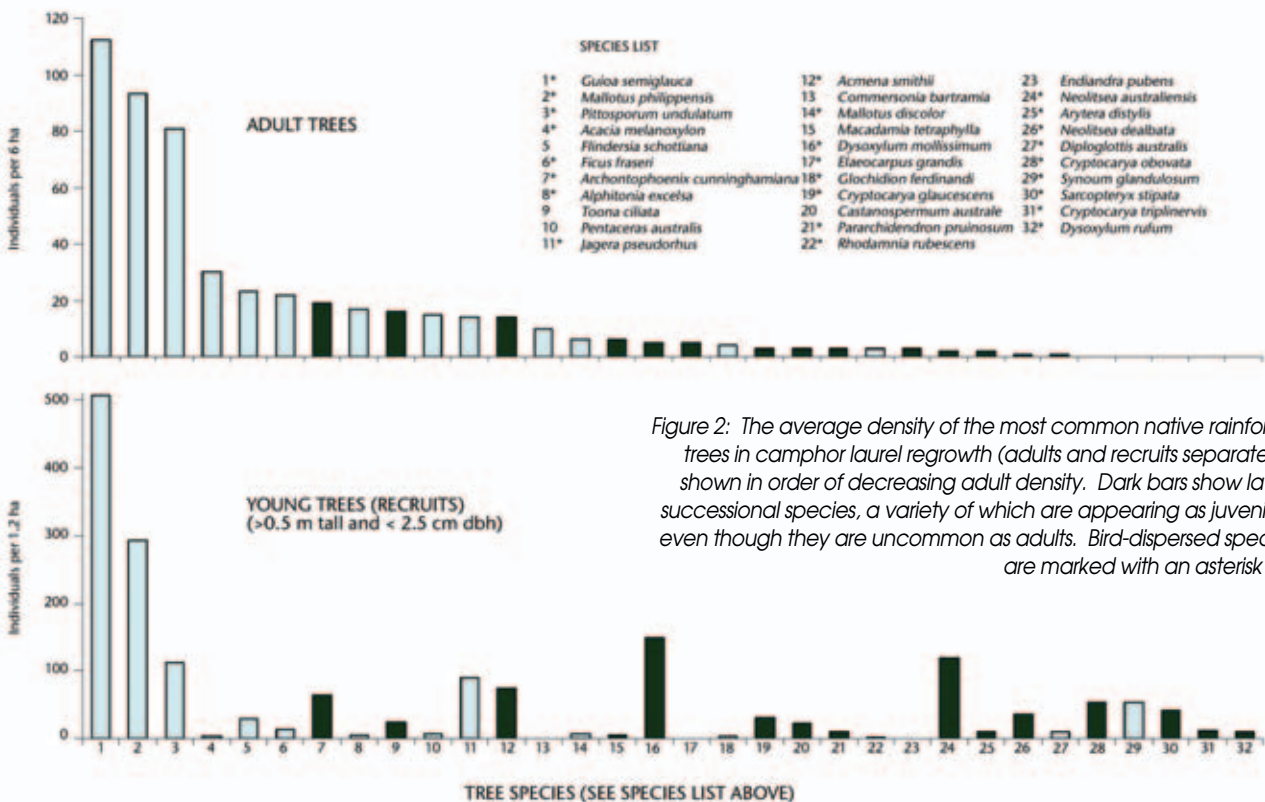 120
100
80
60
40
20
0
Individuals per 6 ha
ADULT TREES
SPECIES LIST
1* Guioa semiglauca
2* Mallotus philippensis
3* Pittosporum undulatum
4* Acacia melanoxylon
5 Flindersia schottiana
6* Ficus fraseri
7* Archontophoenix cunninghamiana
8* Alphitonia excelsa
9 Toona ciliata
10 Pentaceras australis
11* Jagera pseudorhus
12* Acmena smithii
13 Commersonia bartramia
14* Mallotus discolor
15 Macadamia tetraphylla
16* Dysoxylum mollissimum
17* Elaeocarpus grandis
18* Glochidion ferdinandi
19* Cryptocarya glaucescens
20 Castanospermum australe
21* Pararchidendron pruinosum
22* Rhodamnia rubescens
23 Endiandra pubens
24* Neolitsea australiensis
25* Arytera distylis
26* Neolitsea dealbata
27* Diploglottis australis
28* Cryptocarya obovata
29* Synoum glandulosum
30* Sarcopteryx stipata
31* Cryptocarya triplinervis
32* Dysoxylum rufum
500
400
300
200
100
0
Individuals per 1.2 ha
YOUNG TREES (RECRUITS)
(>0.5 m tall and < 2.5 cm dbh)
Figure 2: The average density of the most common native rainfo
trees in camphor laurel regrowth (adults and recruits separate
shown in order of decreasing adult density. Dark bars show la
successional species, a variety of which are appearing as juveni
even though they are uncommon as adults. Bird-dispersed spec
are marked with an asterisk
1 2 3 4 5 6 7 8 9 10 11 12 13 14 15 16 17 18 19 20 21 22 23 24 25 26 27 28 29 30 31 32
TREE SPECIES (SEE SPECIES LIST ABOVE)